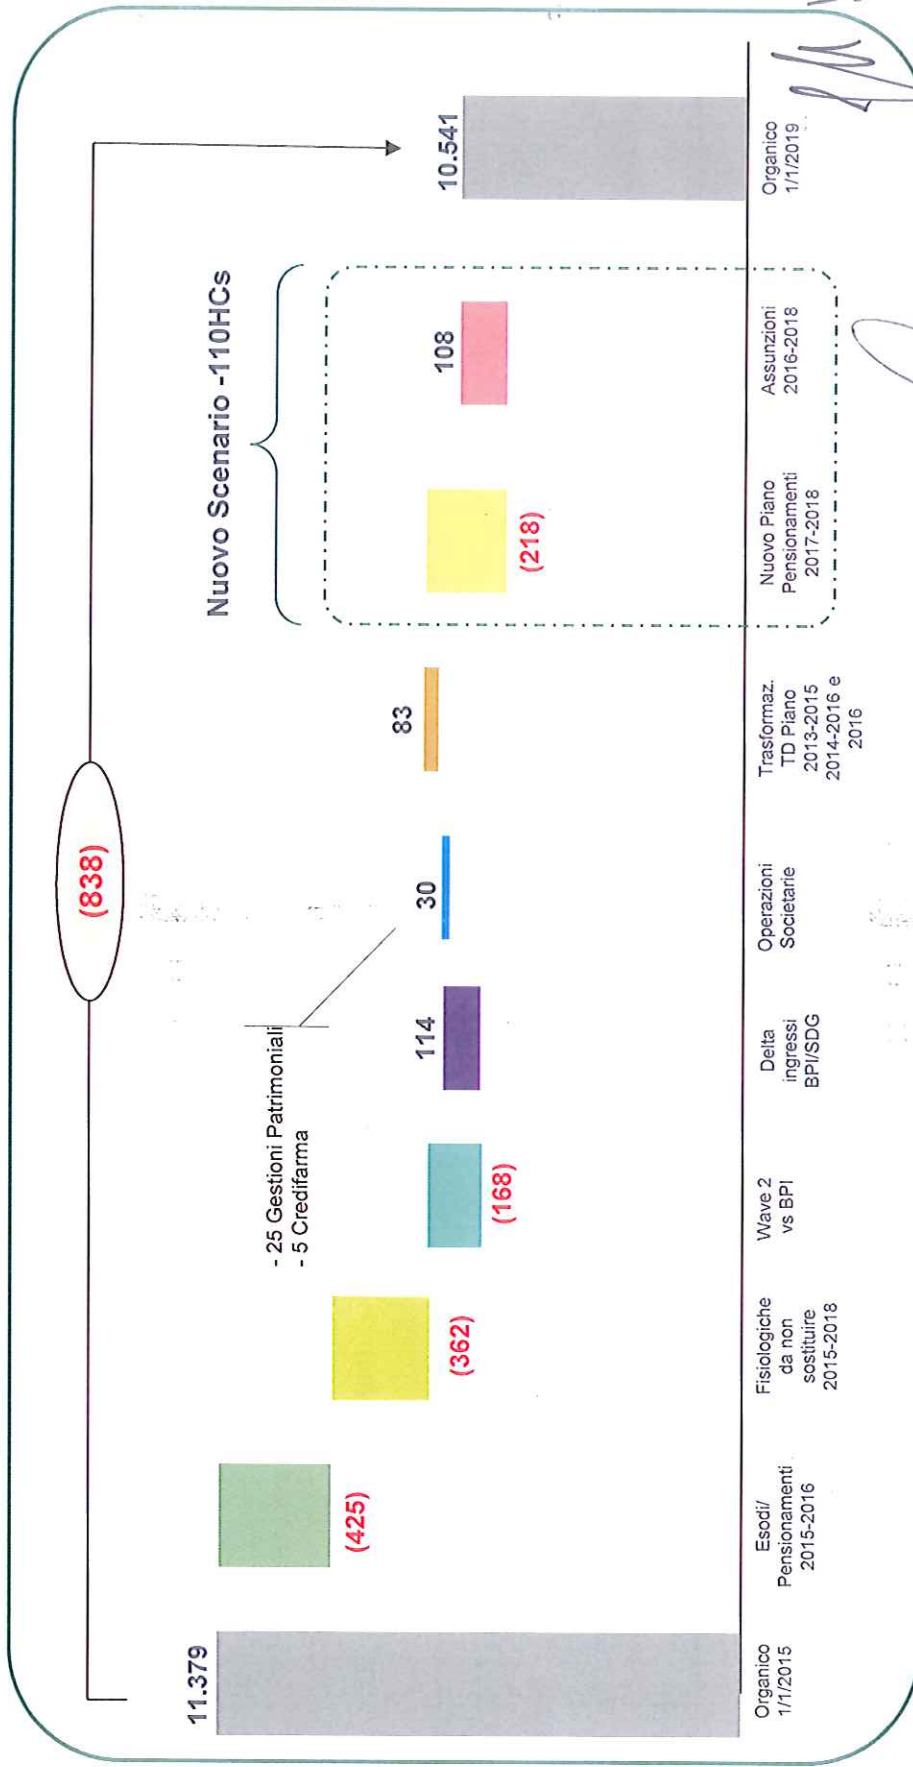 (838)
Nuovo Scenario -110HCs
- 25 Gestioni Patrimoniali
- 5 Credifarma
11.379
(425)
(362)
(168)
114
30
83
(218)
108
10.541
Organico
1/1/2015
Esodi/
Pensionamenti
2015-2016
Fisiologiche
da non
sostituire
2015-2018
Wave 2
vs BPI
Delta
ingressi
BPI/SDG
Operazioni
Societarie
Trasformaz.
TD Piano
2013-2015
2014-2016 e
2016
Nuovo Piano
Pensionamenti
2017-2018
Assunzioni
2016-2018
Organico
1/1/2019